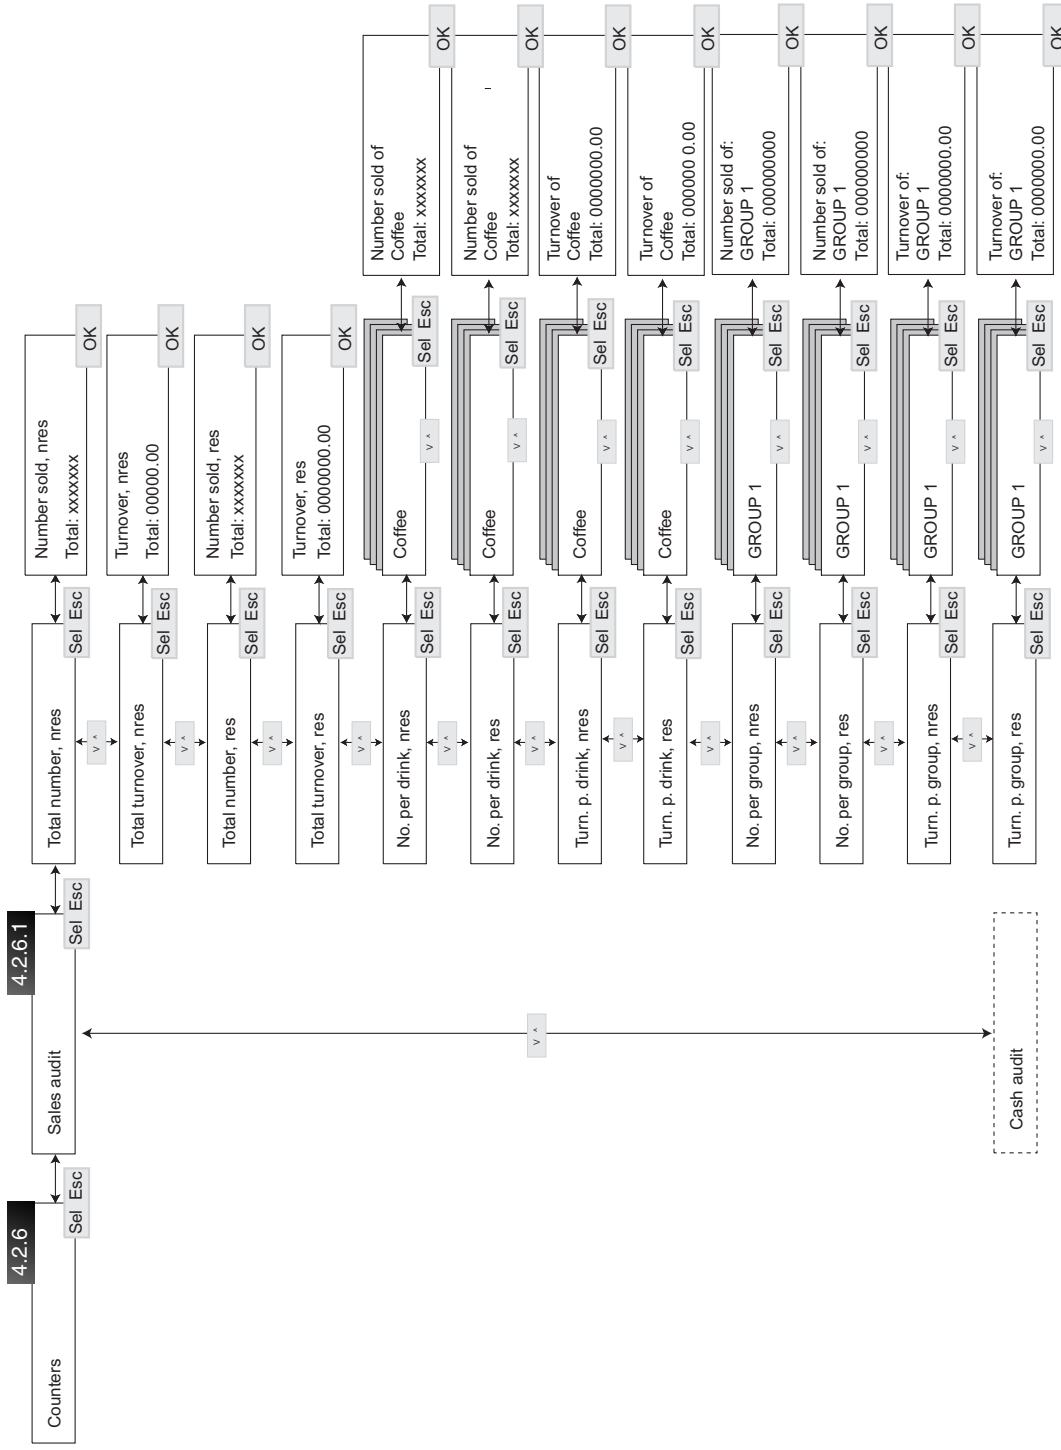 4.2.6
Counters
Sel Esc
4.2.6.1
Sales audit
Sel Esc
Total number, nres
Sel Esc
Number sold, nres
Total: xxxxxxx
OK
v ^
Total turnover, nres
Sel Esc
Turnover, nres
Total: 00000.00
OK
v ^
Total number, res
Sel Esc
Number sold, res
Total: xxxxxxx
OK
v ^
Total turnover, res
Sel Esc
Turnover, res
Total: 0000000.00
OK
v ^
No. per drink, nres
Sel Esc
Coffee
v ^
Sel Esc
Number sold of
Coffee
Total: xxxxxxx
OK
v ^
No. per drink, res
Sel Esc
Coffee
v ^
Sel Esc
Number sold of
Coffee
Total: xxxxxxx
–
OK
v ^
v ^
Turn. p. drink, nres
Sel Esc
Coffee
v ^
Sel Esc
Turnover of
Coffee
Total: 0000000.00
OK
v ^
Turn. p. drink, res
Sel Esc
Coffee
v ^
Sel Esc
Turnover of
Coffee
Total: 000000 0.00
OK
v ^
No. per group, nres
Sel Esc
GROUP 1
v ^
Sel Esc
Number sold of:
GROUP 1
Total: 0000000000
OK
v ^
No. per group, res
Sel Esc
GROUP 1
v ^
Sel Esc
Number sold of:
GROUP 1
Total: 0000000000
OK
v ^
Turn. p. group, nres
Sel Esc
GROUP 1
v ^
Sel Esc
Turnover of:
GROUP 1
Total: 0000000.00
OK
v ^
Cash audit
Turn. p. group, res
Sel Esc
GROUP 1
v ^
Sel Esc
Turnover of:
GROUP 1
Total: 0000000.00
OK